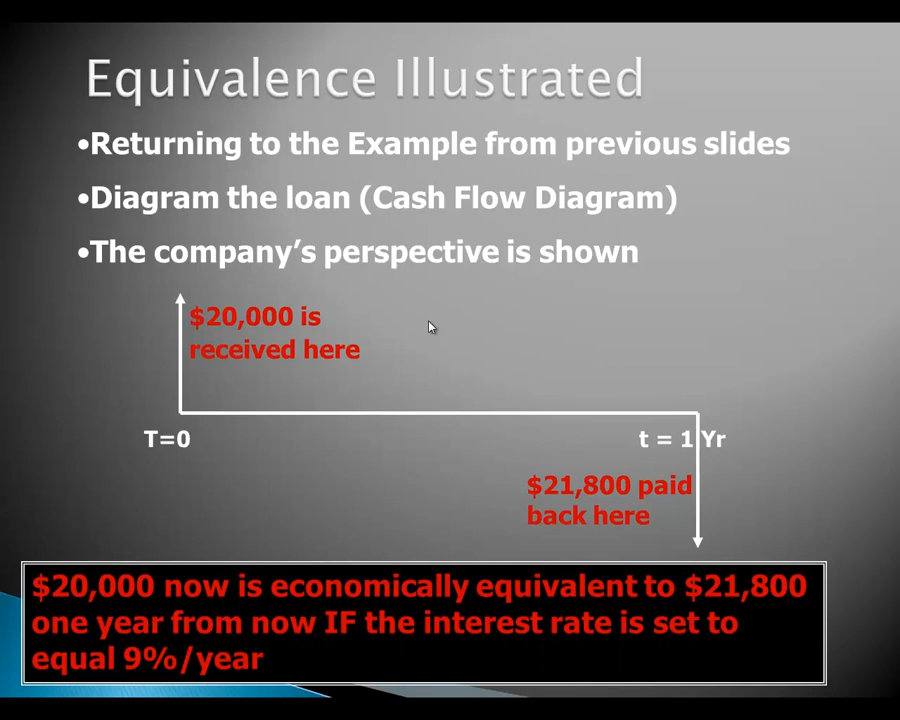 Equivalence Illustrated
•Returning to the Example from previous slides
•Diagram the loan (Cash Flow Diagram)
•The company’s perspective is shown
$20,000 is
received here
T=0
t = 1 Yr
$21,800 paid
back here
$20,000 now is economically equivalent to $21,800
one year from now IF the interest rate is set to
equal 9%/year